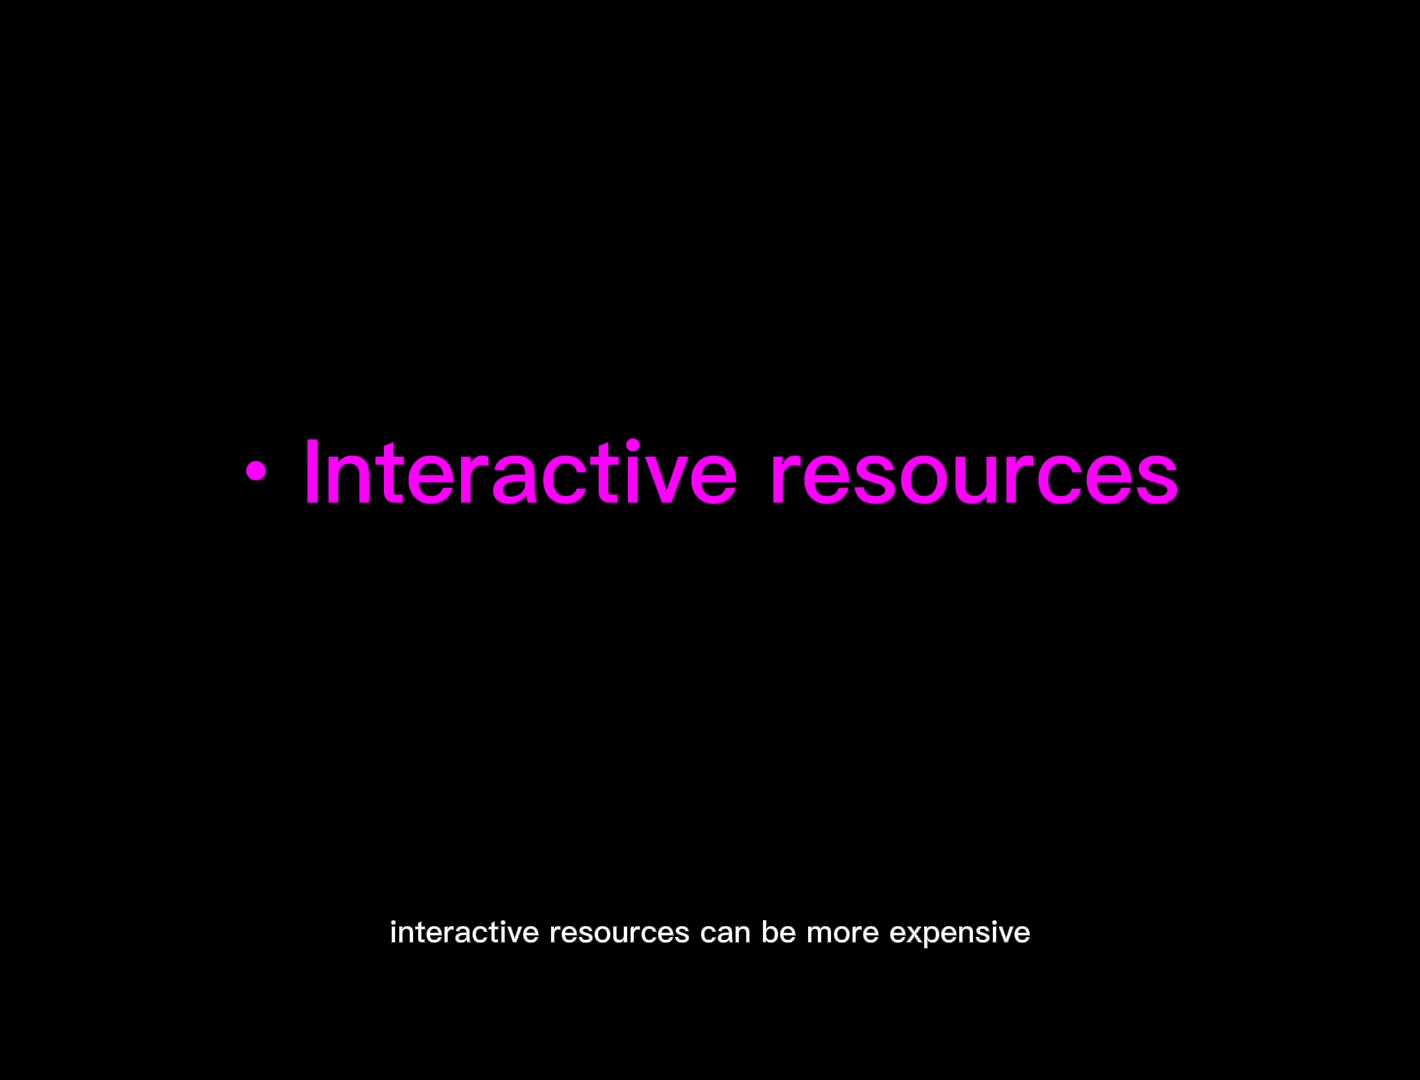 • Interactive resources
interactive resources can be more expensive